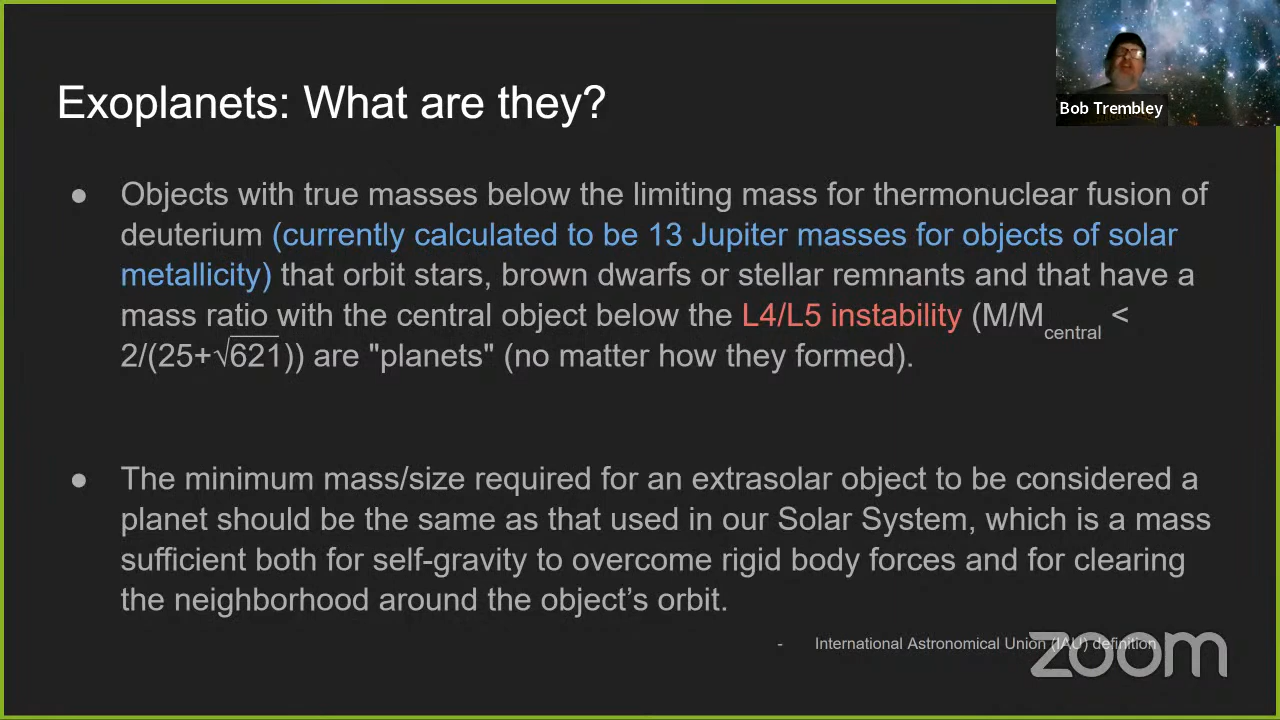 Exoplanets: What are they?
Bob Trembley
● Objects with true masses below the limiting mass for thermonuclear fusion of
deuterium (currently calculated to be 13 Jupiter masses for objects of solar
metallicity) that orbit stars, brown dwarfs or stellar remnants and that have a
mass ratio with the central object below the L4/L5 instability (M/Mcentral <
2/(25+√621)) are "planets" (no matter how they formed).
● The minimum mass/size required for an extrasolar object to be considered a
planet should be the same as that used in our Solar System, which is a mass
sufficient both for self-gravity to overcome rigid body forces and for clearing
the neighborhood around the object’s orbit.
- International Astronomical Union (IAU) definition
zoom